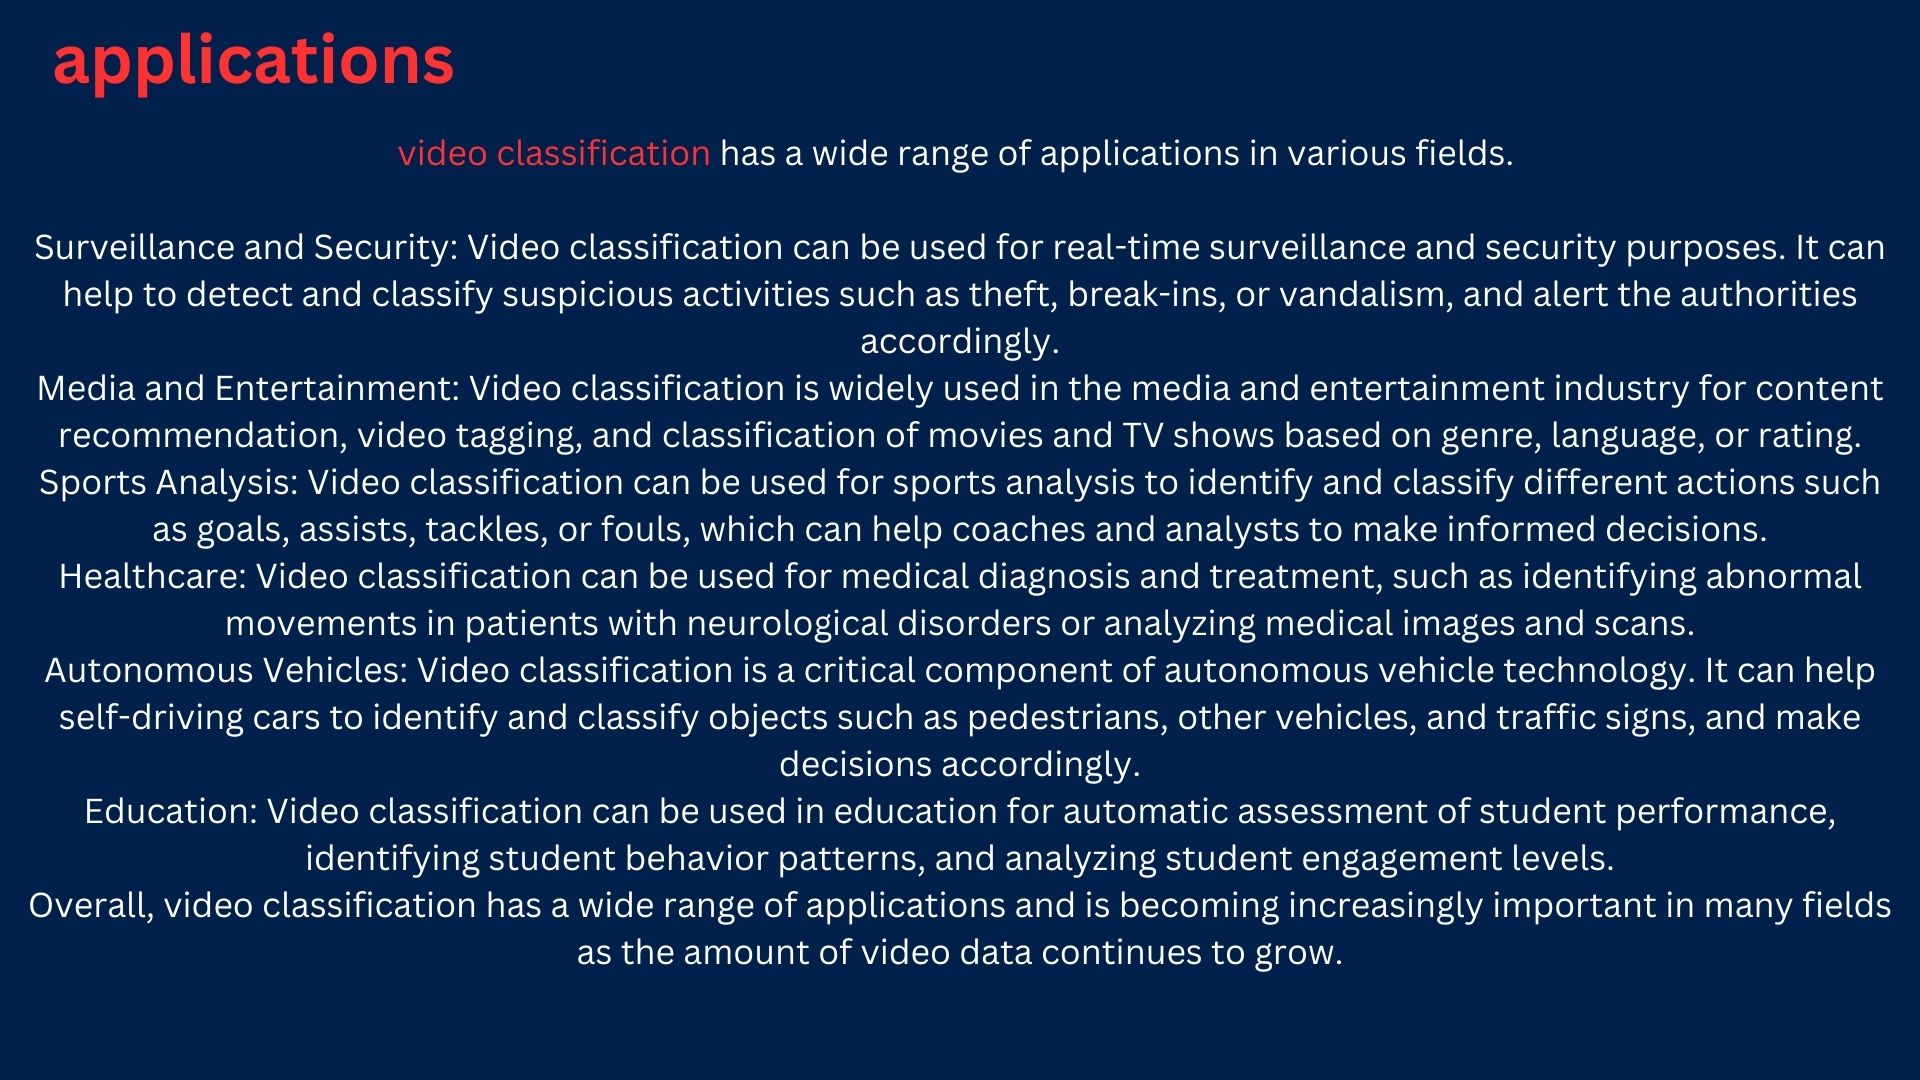 applications
video classification has a wide range of applications in various fields.
Surveillance and Security: Video classification can be used for real-time surveillance and security purposes. It can
help to detect and classify suspicious activities such as theft, break-ins, or vandalism, and alert the authorities
accordingly.
Media and Entertainment: Video classification is widely used in the media and entertainment industry for content
recommendation, video tagging, and classification of movies and TV shows based on genre, language, or rating.
Sports Analysis: Video classification can be used for sports analysis to identify and classify different actions such
as goals, assists, tackles, or fouls, which can help coaches and analysts to make informed decisions.
Healthcare: Video classification can be used for medical diagnosis and treatment, such as identifying abnormal
movements in patients with neurological disorders or analyzing medical images and scans.
Autonomous Vehicles: Video classification is a critical component of autonomous vehicle technology. It can help
self-driving cars to identify and classify objects such as pedestrians, other vehicles, and traffic signs, and make
decisions accordingly.
Education: Video classification can be used in education for automatic assessment of student performance,
identifying student behavior patterns, and analyzing student engagement levels.
Overall, video classification has a wide range of applications and is becoming increasingly important in many fields
as the amount of video data continues to grow.